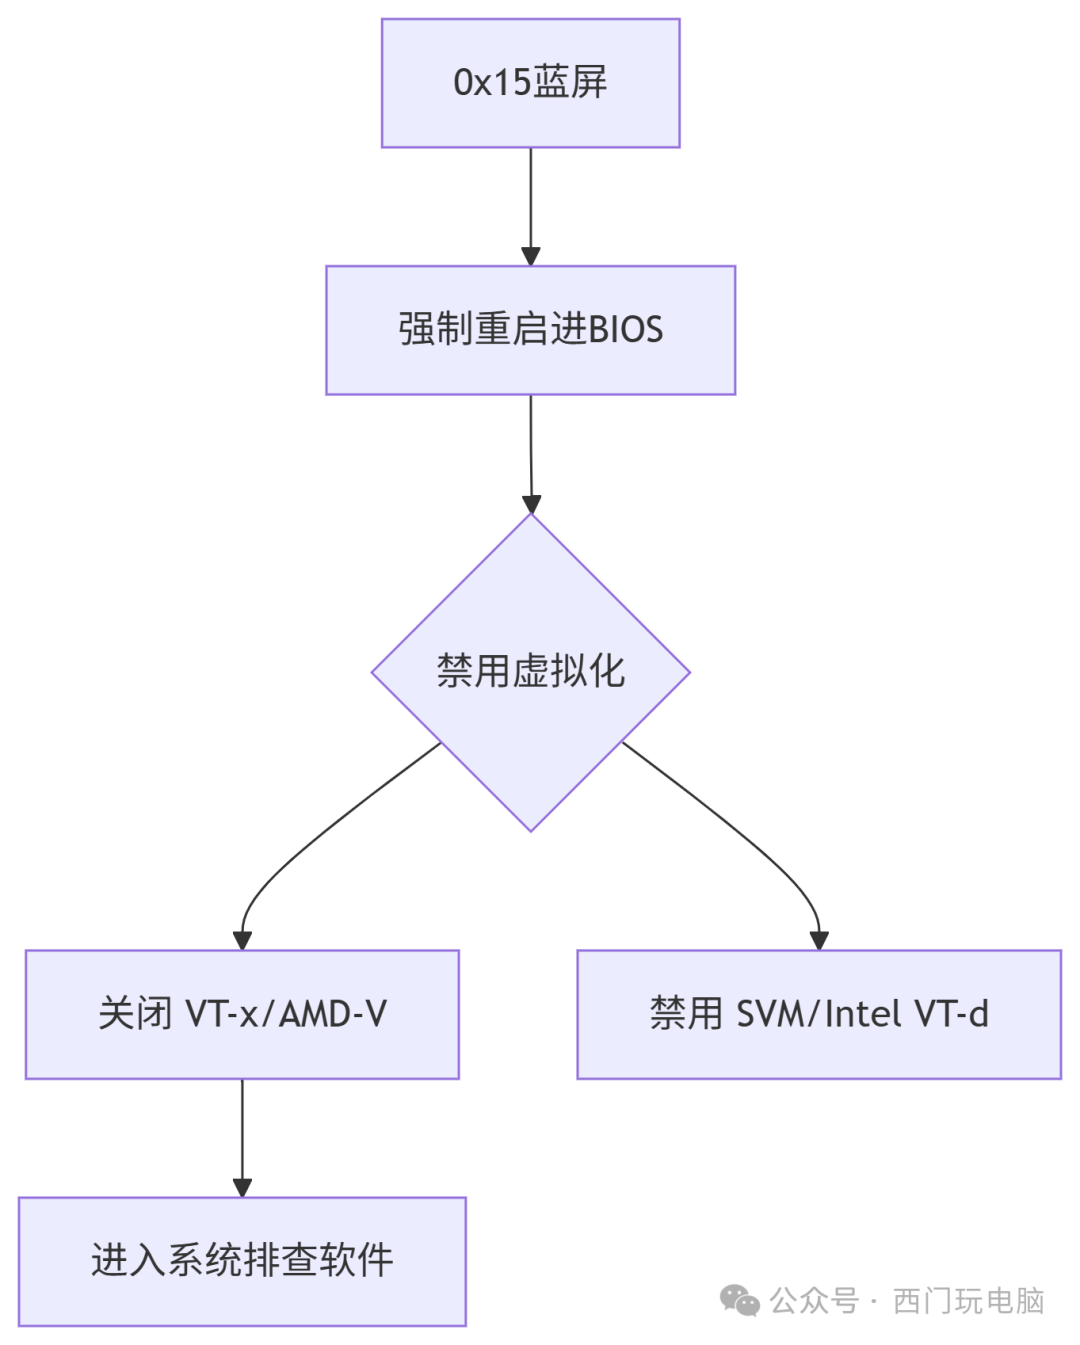 0x15蓝屏
强制重启进BIOS
禁用虚拟化
关闭 VT-x/AMD-V
禁用 SVM/Intel VT-d
进入系统排查软件
公众号 · 西门玩电脑